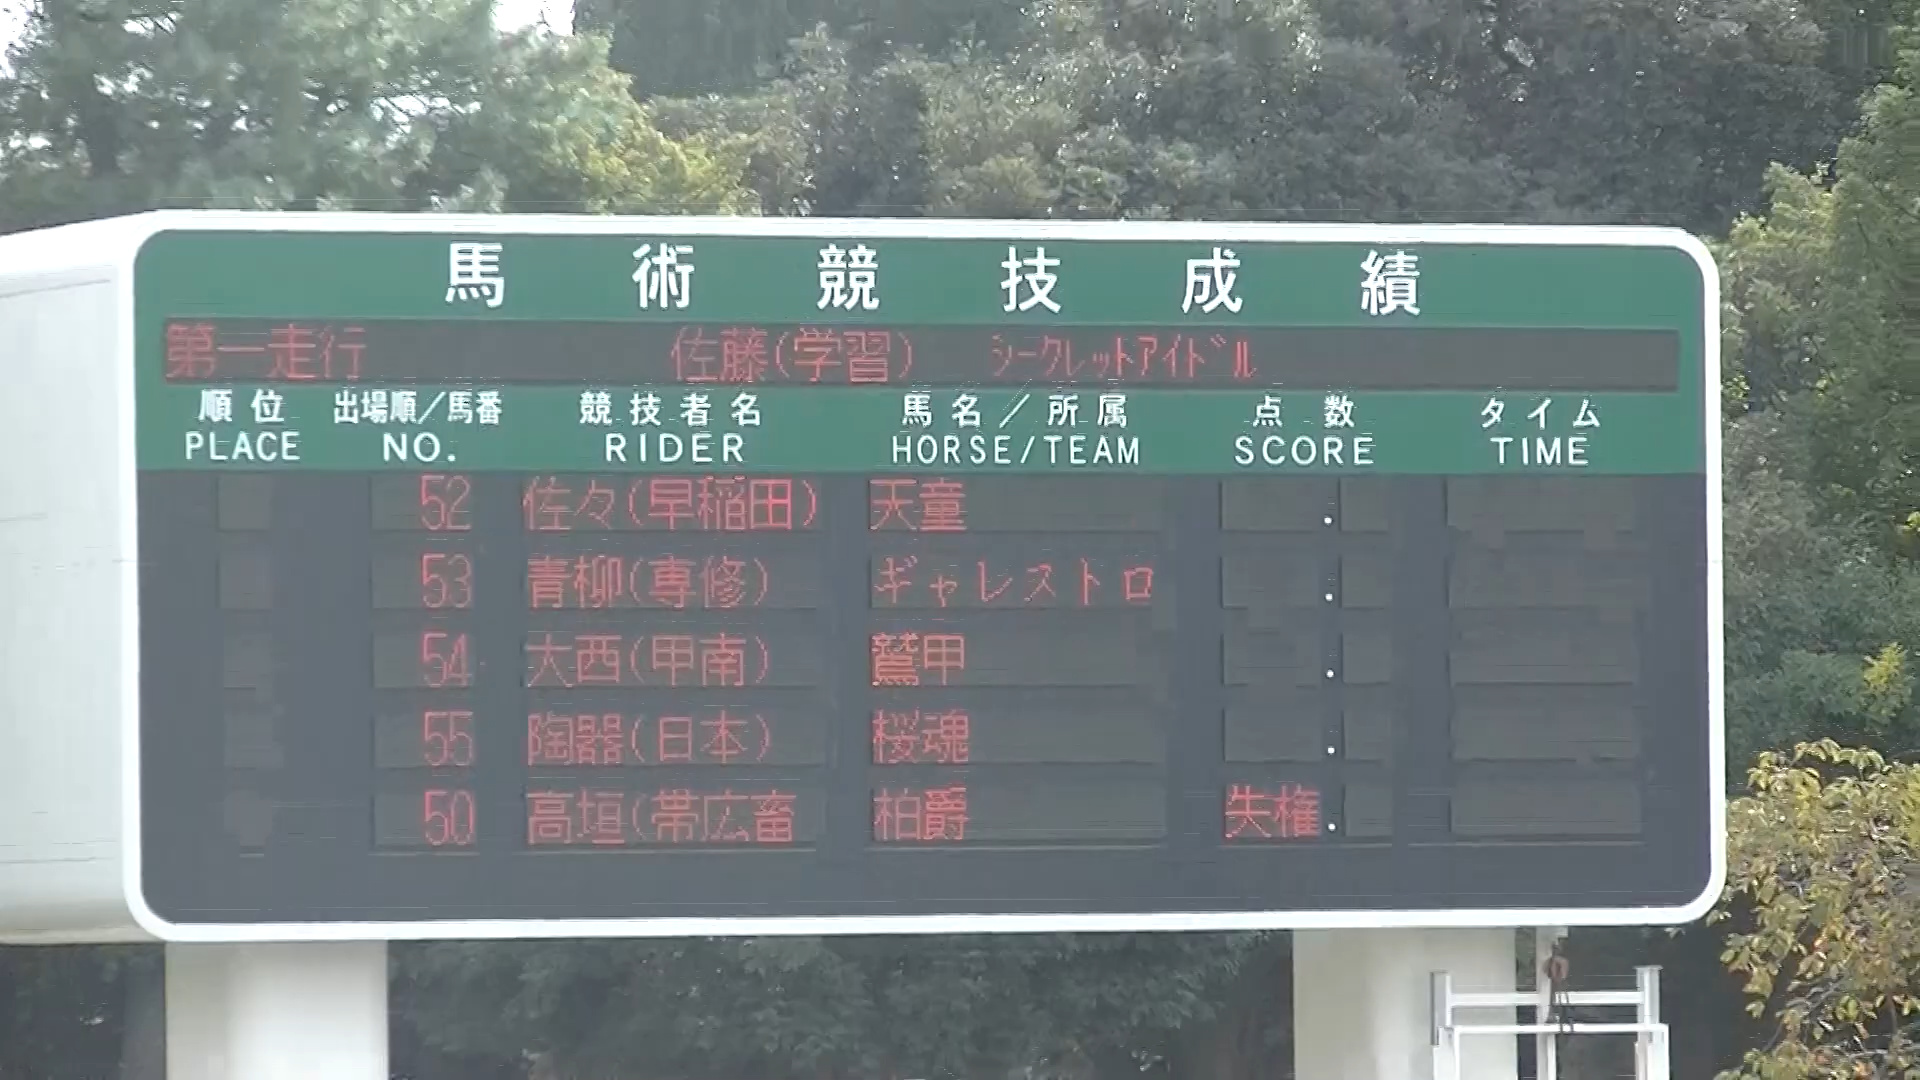 馬術競技成績
第一走行 佐藤(学習) シークレットアイドル
順位 出場順/馬番 競技者名 馬名/所属 点数 タイム
PLACE NO. RIDER HORSE/TEAM SCORE TIME
52 佐々(早稲田) 天童 .
53 青柳(専修) ギャレストロ .
54 大西(甲南) 鷲甲 .
55 陶器(日本) 桜魂 .
50 高垣(帯広畜 柏爵 失権.